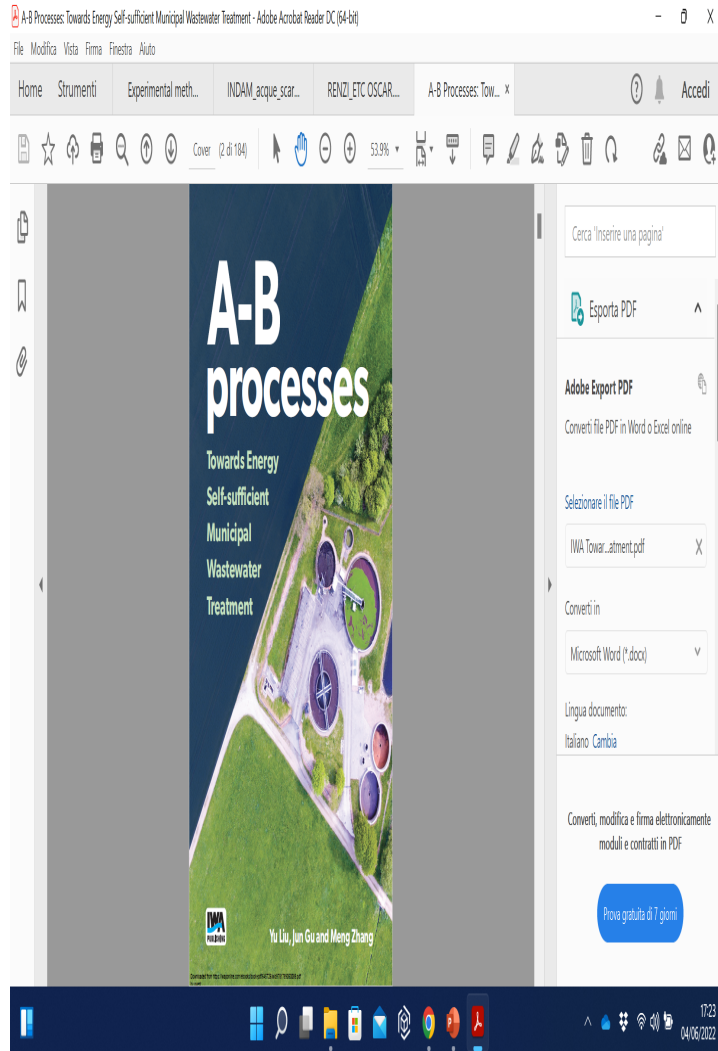 A-B Processes: Towards Energy Self-sufficient Municipal Wastewater Treatment - Adobe Acrobat Reader DC (64-bit)
File Modifica Vista Firma Finestra Aiuto
Home Strumenti Experimental meth... INDAM_acque_scar... RENZI_ETC OSCAR.... A-B Processes: Tow... × Accedi
Cover (2 di 184) 53.9%
Cerca 'Inserire una pagina'
Esporta PDF
Adobe Export PDF
Converti file PDF in Word o Excel online
Selezionare il file PDF
IWA Towar...atment.pdf X
Converti in
Microsoft Word (*.docx)
Lingua documento:
Italiano Cambia
Converti, modifica e firma elettronicamente
moduli e contratti in PDF
Prova gratuita di 7 giorni
A-B
processes
Towards Energy
Self-sufficient
Municipal
Wastewater
Treatment
IWA
PUBLISHING
Yu Liu, Jun Gu and Meng Zhang
17:23
04/06/2022